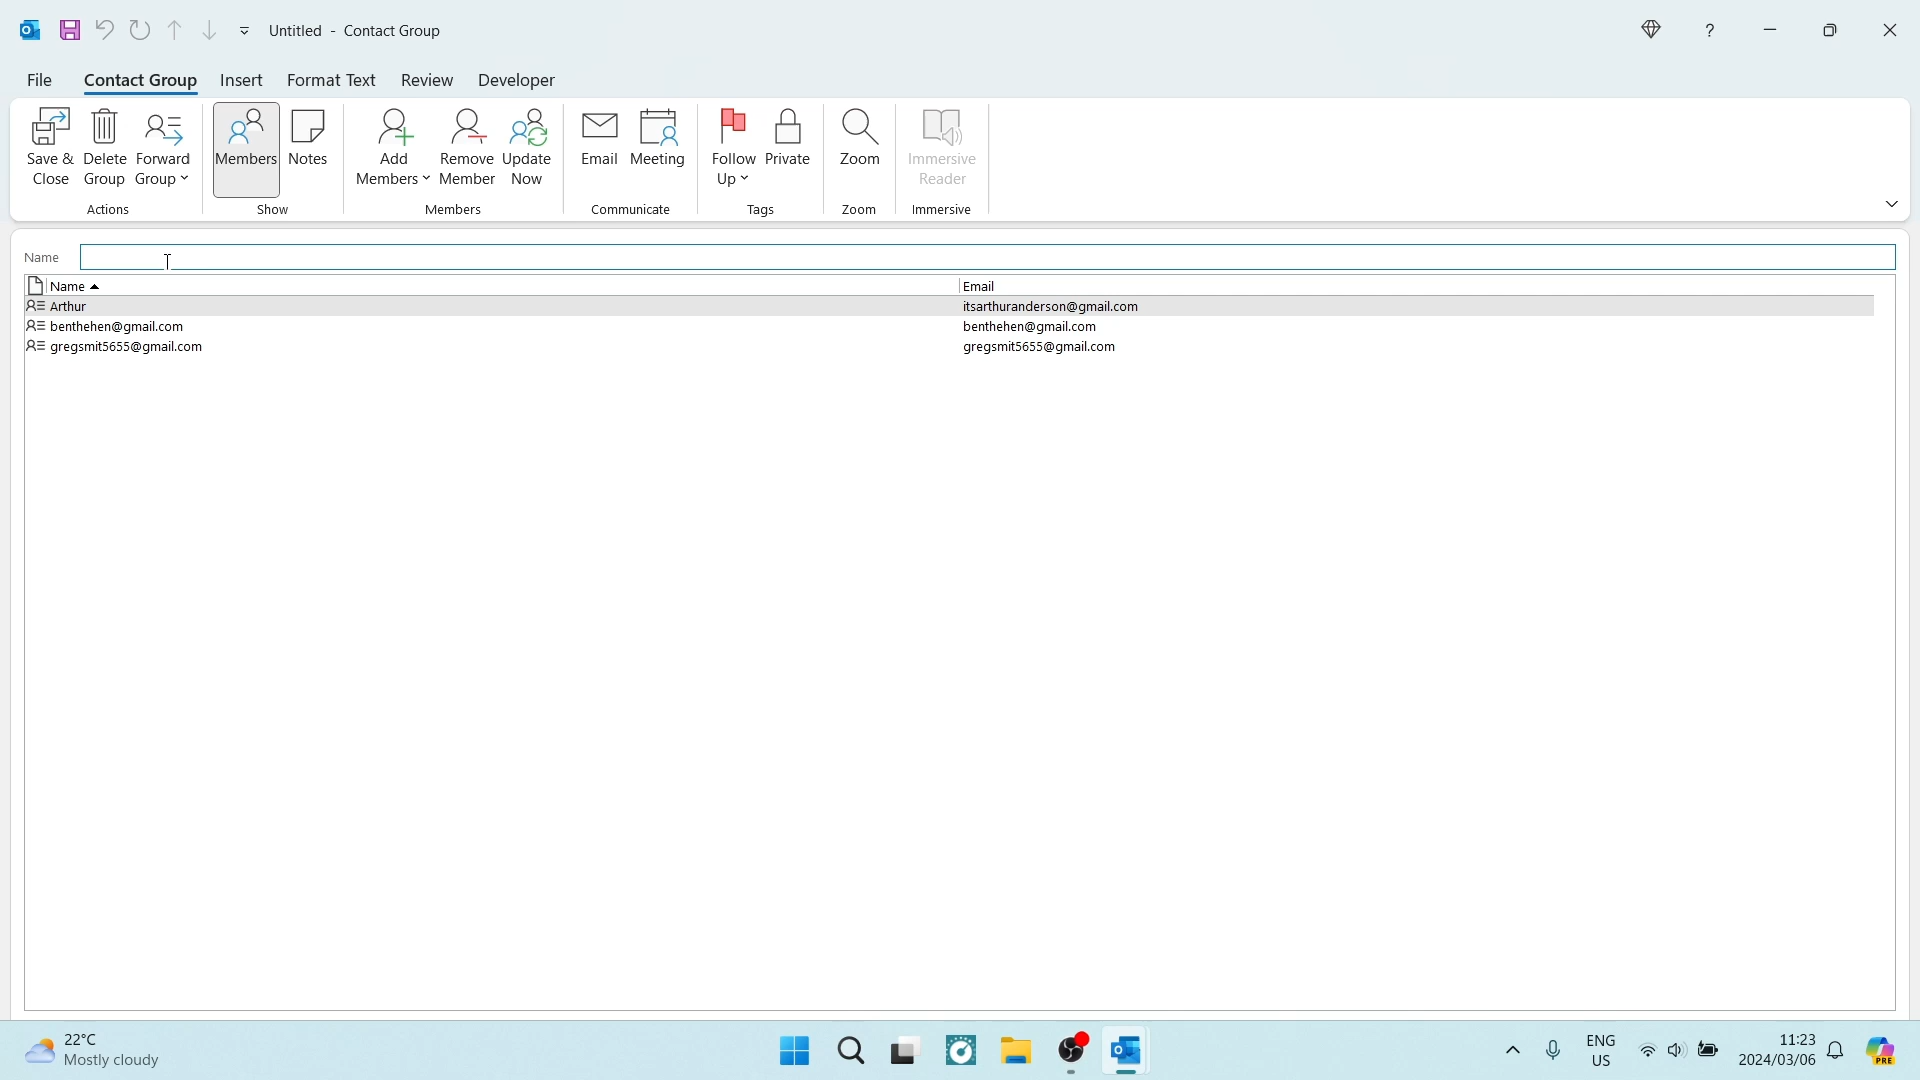 Untitled - Contact Group
File Contact Group Insert Format Text Review Developer
Save & Close
Delete Group
Forward Group
Actions
Members
Notes
Show
Add Members
Remove Member
Update Now
Members
Email
Meeting
Communicate
Follow Up
Private
Tags
Zoom
Zoom
Immersive Reader
Immersive
Name
Name Email
Arthur itsarthuranderson@gmail.com
benthehen@gmail.com benthehen@gmail.com
gregsmit5655@gmail.com gregsmit5655@gmail.com
22°C
Mostly cloudy
ENG
US
11:23
2024/03/06
PRE